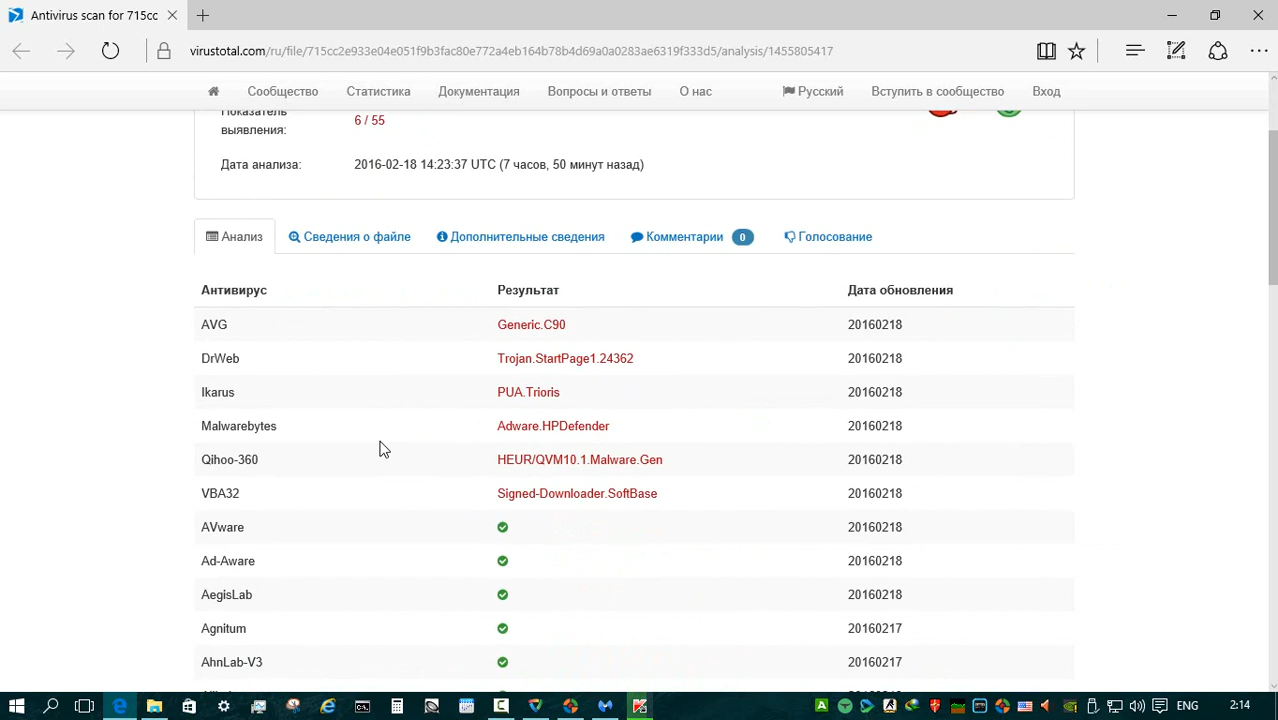 Antivirus scan for 715cc
virustotal.com/ru/file/715cc2e933e04e051f9b3fac80e772a4eb164b78b4d69a0a0283ae6319f333d5/analysis/1455805417
Сообщество Статистика Документация Вопросы и ответы О нас Русский Вступить в сообщество Вход
Показатель
выявления: 6 / 55
Дата анализа: 2016-02-18 14:23:37 UTC (7 часов, 50 минут назад)
Анализ Сведения о файле Дополнительные сведения Комментарии 0 Голосование
Антивирус Результат Дата обновления
AVG Generic.C90 20160218
DrWeb Trojan.StartPage1.24362 20160218
Ikarus PUA.Trioris 20160218
Malwarebytes Adware.HPDefender 20160218
Qihoo-360 HEUR/QVM10.1.Malware.Gen 20160218
VBA32 Signed-Downloader.SoftBase 20160218
AVware 20160218
Ad-Aware 20160218
AegisLab 20160218
Agnitum 20160217
AhnLab-V3 20160217
ENG 2:14